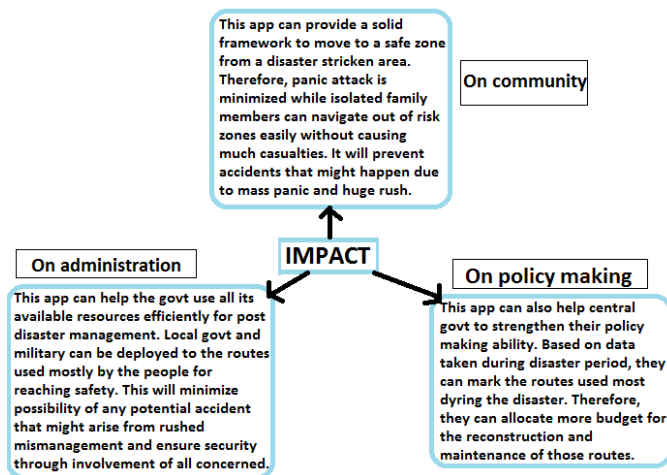 This app can provide a solid
framework to move to a safe zone
from a disaster stricken area.
Therefore, panic attack is
minimized while isolated family
members can navigate out of risk
zones easily without causing
much casualties. It will prevent
accidents that might happen due
to mass panic and huge rush.
On community
IMPACT
On administration
This app can help the govt use all its
available resources efficiently for post
disaster management. Local govt and
military can be deployed to the routes
used mostly by the people for
reaching safety. This will minimize
possibility of any potential accident
that might arise from rushed
mismanagement and ensure security
through involvement of all concerned.
On policy making
This app can also help central
govt to strengthen their policy
making ability. Based on data
taken during disaster period, they
can mark the routes used most
dyring the disaster. Therefore,
they can allocate more budget for
the reconstruction and
maintenance of those routes.